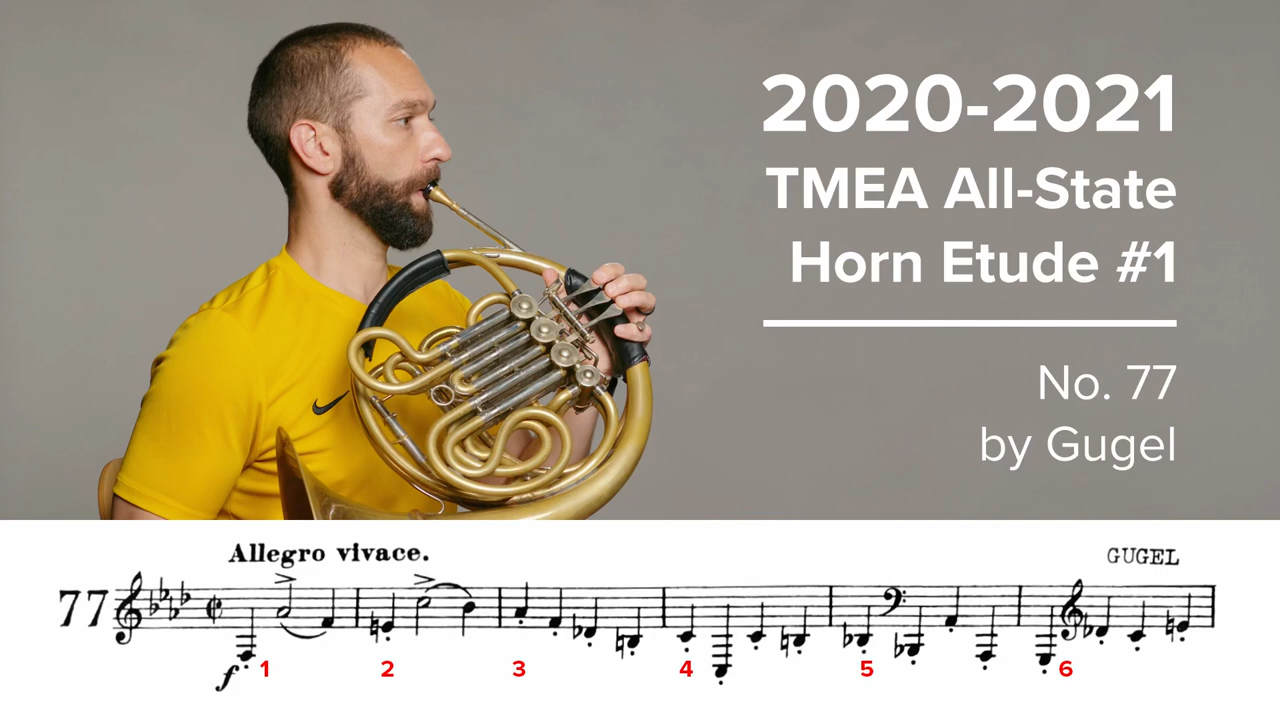 2020-2021
TMEA All-State
Horn Etude #1
No. 77
by Gugel
Allegro vivace.
GUGEL
77
f
1 2 3 4 5 6